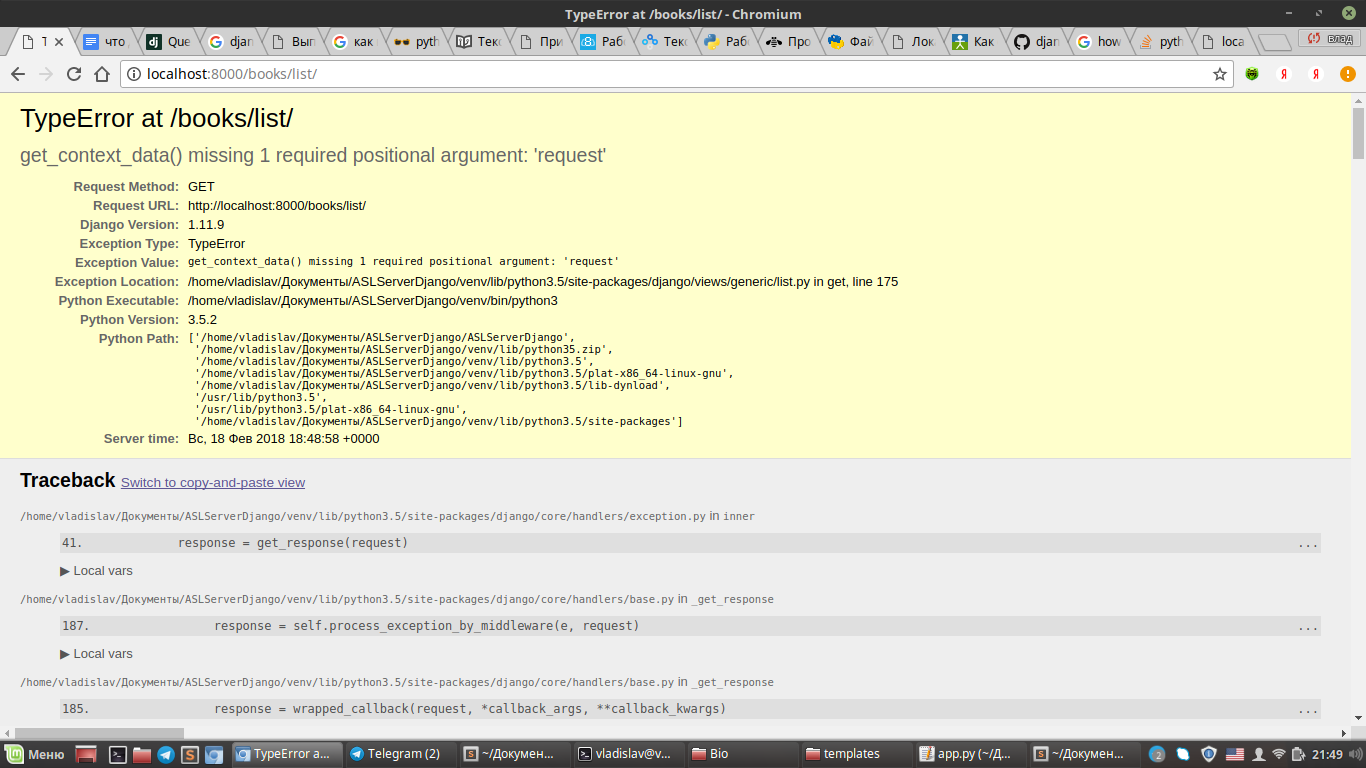 TypeError at /books/list/ - Chromium
T
что
Que
djan
Вып
как
pyth
Текс
При
Рабо
Текс
Рабо
Про
Фай
Лок
Как
djan
how
pyth
loca
влад
localhost:8000/books/list/
TypeError at /books/list/
get_context_data() missing 1 required positional argument: 'request'
Request Method: GET
Request URL: http://localhost:8000/books/list/
Django Version: 1.11.9
Exception Type: TypeError
Exception Value: get_context_data() missing 1 required positional argument: 'request'
Exception Location: /home/vladislav/Документы/ASLServerDjango/venv/lib/python3.5/site-packages/django/views/generic/list.py in get, line 175
Python Executable: /home/vladislav/Документы/ASLServerDjango/venv/bin/python3
Python Version: 3.5.2
Python Path: ['/home/vladislav/Документы/ASLServerDjango/ASLServerDjango',
'/home/vladislav/Документы/ASLServerDjango/venv/lib/python35.zip',
'/home/vladislav/Документы/ASLServerDjango/venv/lib/python3.5',
'/home/vladislav/Документы/ASLServerDjango/venv/lib/python3.5/plat-x86_64-linux-gnu',
'/home/vladislav/Документы/ASLServerDjango/venv/lib/python3.5/lib-dynload',
'/usr/lib/python3.5',
'/usr/lib/python3.5/plat-x86_64-linux-gnu',
'/home/vladislav/Документы/ASLServerDjango/venv/lib/python3.5/site-packages']
Server time: Вс, 18 Фев 2018 18:48:58 +0000
Traceback Switch to copy-and-paste view
/home/vladislav/Документы/ASLServerDjango/venv/lib/python3.5/site-packages/django/core/handlers/exception.py in inner
41. response = get_response(request) ...
▶ Local vars
/home/vladislav/Документы/ASLServerDjango/venv/lib/python3.5/site-packages/django/core/handlers/base.py in _get_response
187. response = self.process_exception_by_middleware(e, request) ...
▶ Local vars
/home/vladislav/Документы/ASLServerDjango/venv/lib/python3.5/site-packages/django/core/handlers/base.py in _get_response
185. response = wrapped_callback(request, *callback_args, **callback_kwargs) ...
Меню
TypeError a...
Telegram (2)
~/Докумен...
vladislav@v...
Bio
templates
app.py (~/Д...
~/Докумен...
2
21:49